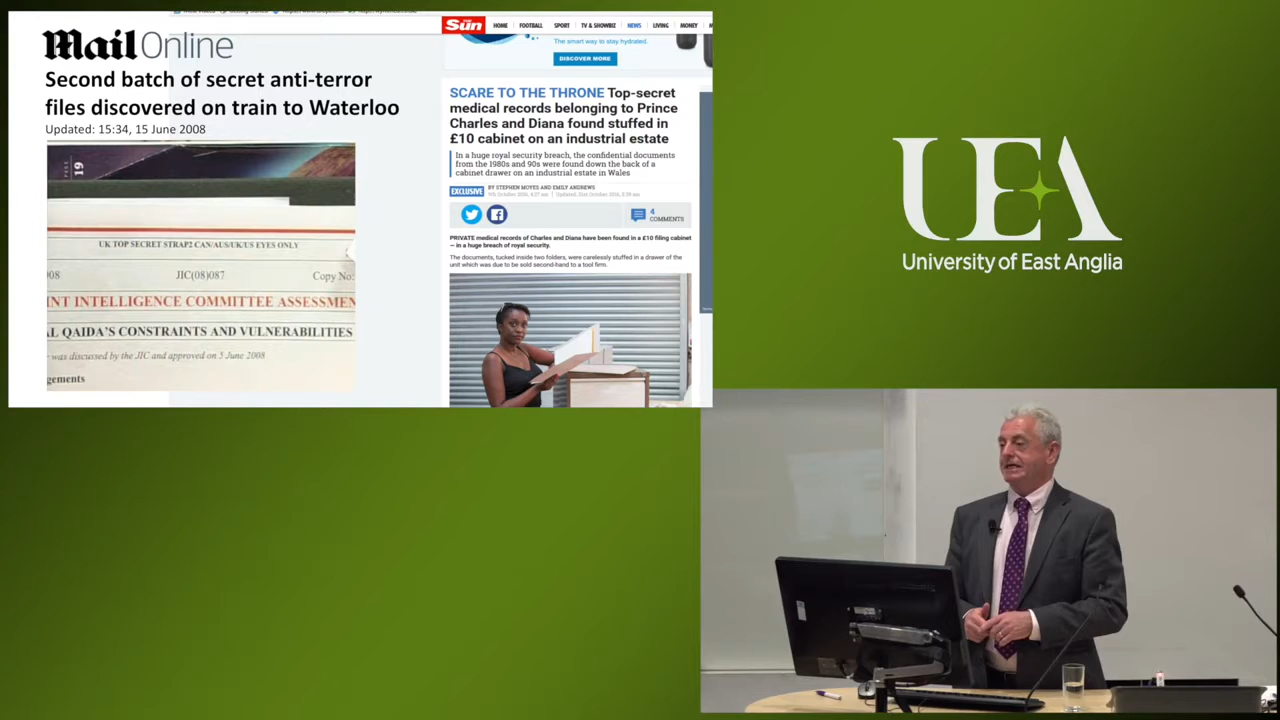 Mail Online
Second batch of secret anti-terror
files discovered on train to Waterloo
Updated: 15:34, 15 June 2008
PAGE 19
UK TOP SECRET STRAP2 CAN/AUS/UK/US EYES ONLY
08
JIC(08)087
Copy No:
NT INTELLIGENCE COMMITTEE ASSESSMEN
AL QAIDA'S CONSTRAINTS AND VULNERABILITIES
was discussed by the JIC and approved on 5 June 2008
gements
THE Sun
HOME
FOOTBALL
SPORT
TV & SHOWBIZ
NEWS
LIVING
MONEY
M
The smart way to stay hydrated.
DISCOVER MORE
SCARE TO THE THRONE Top-secret
medical records belonging to Prince
Charles and Diana found stuffed in
£10 cabinet on an industrial estate
In a huge royal security breach, the confidential documents
from the 1980s and 90s were found down the back of a
cabinet drawer on an industrial estate in Wales
EXCLUSIVE
BY STEPHEN MOYES AND EMILY ANDREWS
4
COMMENTS
PRIVATE medical records of Charles and Diana have been found in a £10 filing cabinet
– in a huge breach of royal security.
The documents, tucked inside two folders, were carelessly stuffed in a drawer of the
unit which was due to be sold second-hand to a tool firm.
UEA
University of East Anglia